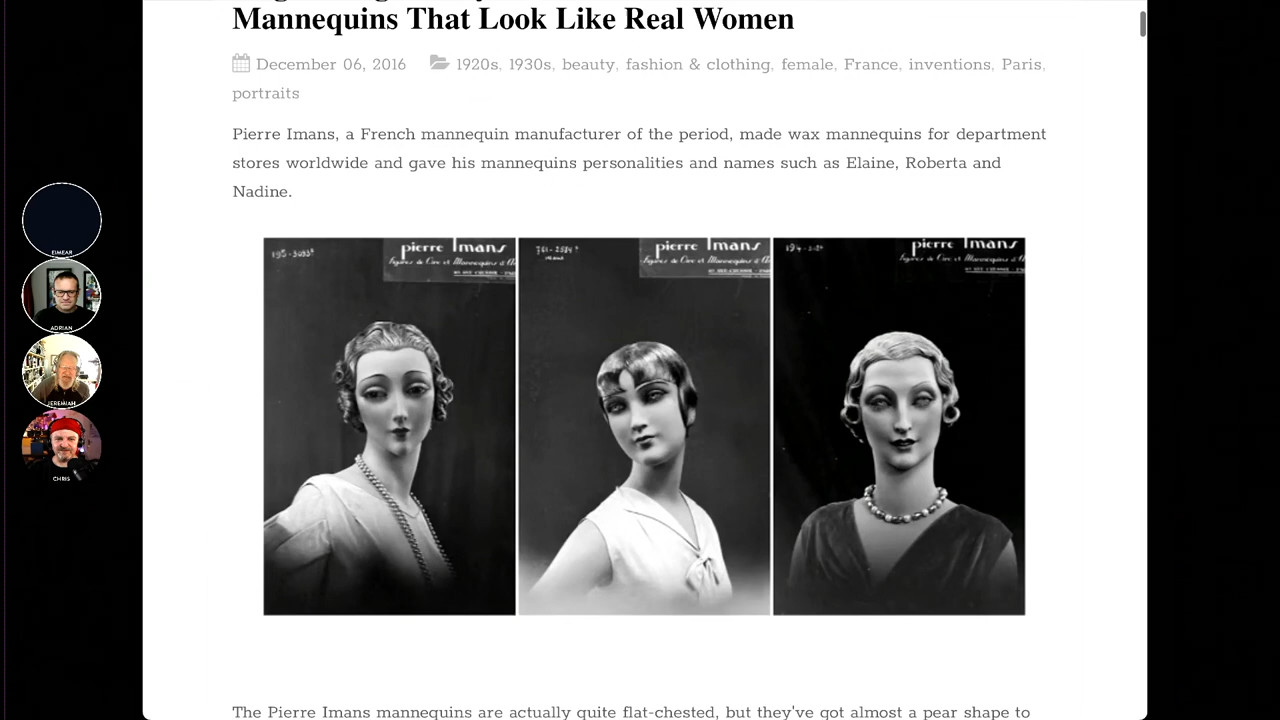 Mannequins That Look Like Real Women
December 06, 2016 1920s, 1930s, beauty, fashion & clothing, female, France, inventions, Paris,
portraits
Pierre Imans, a French mannequin manufacturer of the period, made wax mannequins for department
stores worldwide and gave his mannequins personalities and names such as Elaine, Roberta and
Nadine.
pierre Imans
pierre Imans
pierre Imans
EIMEAR
ADRIAN
JEREMIAH
CHRIS
The Pierre Imans mannequins are actually quite flat-chested, but they've got almost a pear shape to